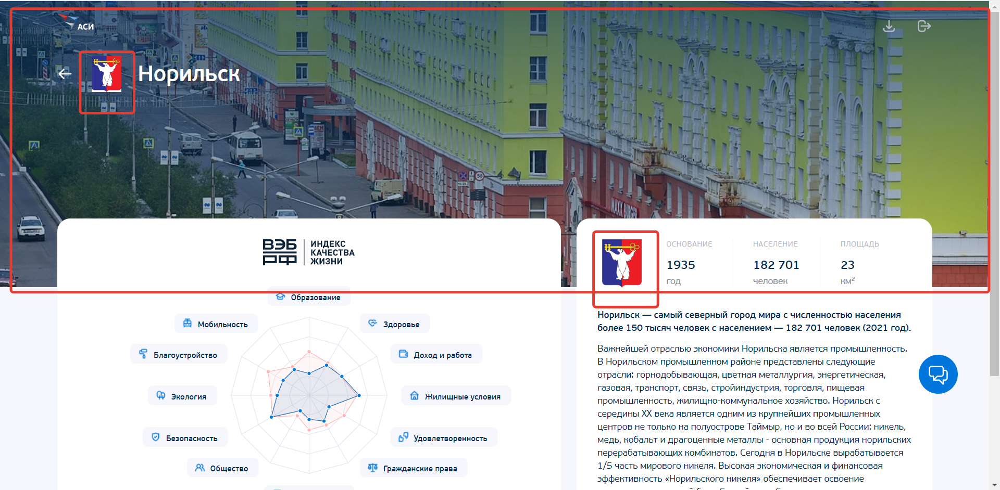 АСИ
Норильск
50
ВЭБ
РФ
ИНДЕКС
КАЧЕСТВА
ЖИЗНИ
ОСНОВАНИЕ
1935
год
НАСЕЛЕНИЕ
182 701
человек
ПЛОЩАДЬ
23
км²
Образование
Мобильность
Здоровье
Благоустройство
Доход и работа
Экология
Жилищные условия
Безопасность
Удовлетворенность
Общество
Гражданские права
Норильск — самый северный город мира с численностью населения
более 150 тысяч человек с населением — 182 701 человек (2021 год).
Важнейшей отраслью экономики Норильска является промышленность.
В Норильском промышленном районе представлены следующие
отрасли: горнодобывающая, цветная металлургия, энергетическая,
газовая, транспорт, связь, стройиндустрия, торговля, пищевая
промышленность, жилищно-коммунальное хозяйство. Норильск с
середины XX века является одним из крупнейших промышленных
центров не только на полуострове Таймыр, но и во всей России: никель,
медь, кобальт и драгоценные металлы - основная продукция норильских
перерабатывающих комбинатов. Сегодня в Норильске вырабатывается
1/5 часть мирового никеля. Высокая экономическая и финансовая
эффективность «Норильского никеля» обеспечивает освоение